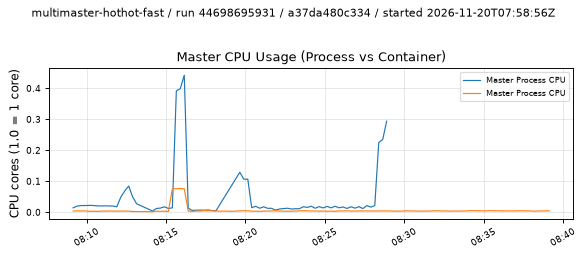 multimaster-hothot-fast / run 44698695931 / a37da480c334 / started 2026-11-20T07:58:56Z
Master CPU Usage (Process vs Container)
CPU cores (1.0 = 1 core)
0.4
0.3
0.2
0.1
0.0
Master Process CPU
Master Process CPU
08:10
08:15
08:20
08:25
08:30
08:35
08:40